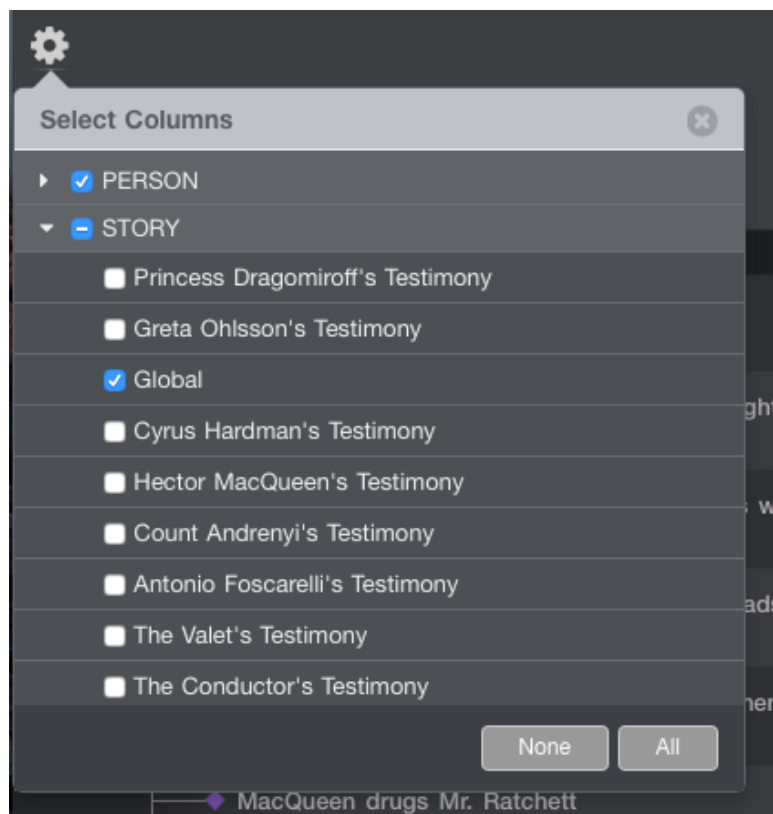 Select Columns
PERSON
STORY
Princess Dragomiroff's Testimony
Greta Ohlsson's Testimony
Global
Cyrus Hardman's Testimony
Hector MacQueen's Testimony
Count Andrenyi's Testimony
Antonio Foscarelli's Testimony
The Valet's Testimony
The Conductor's Testimony
None All
MacQueen drugs Mr. Ratchett